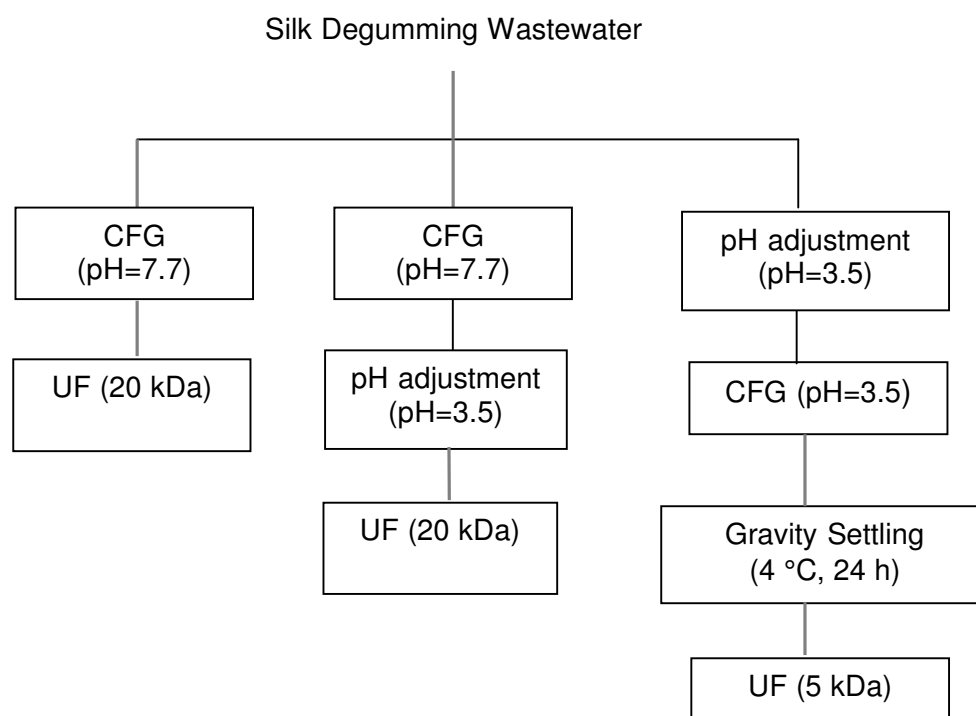 Silk Degumming Wastewater
CFG
(pH=7.7)
UF (20 kDa)
CFG
(pH=7.7)
pH adjustment
(pH=3.5)
UF (20 kDa)
pH adjustment
(pH=3.5)
CFG (pH=3.5)
Gravity Settling
(4 °C, 24 h)
UF (5 kDa)